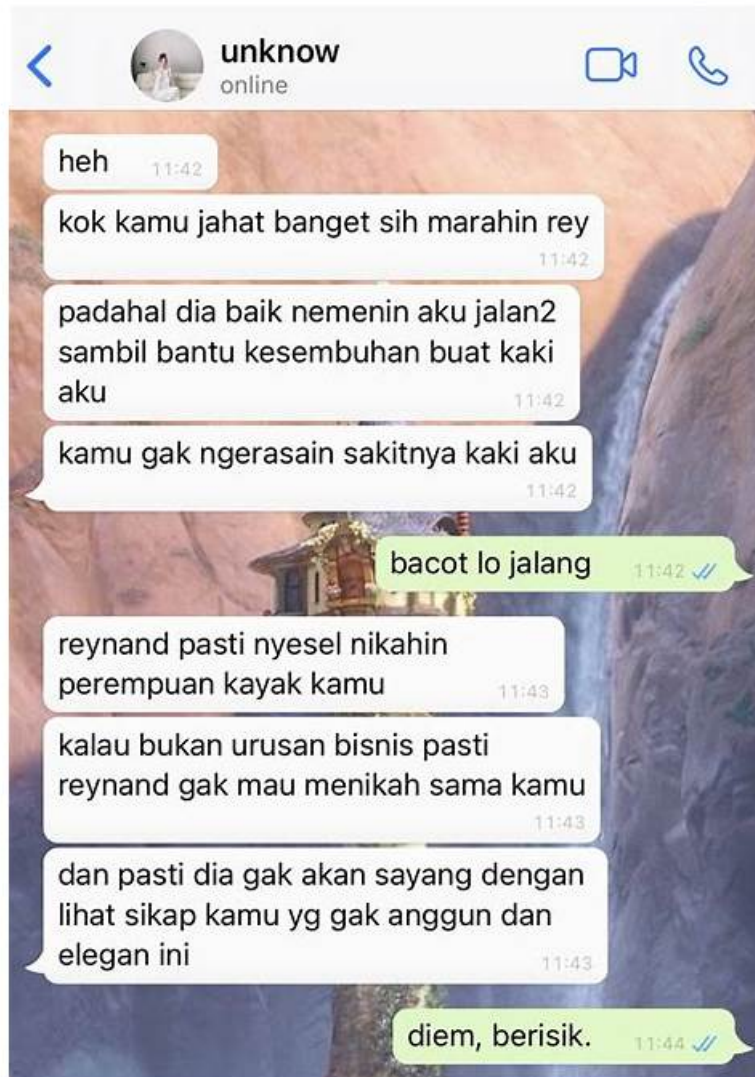 unknow
online
heh 11:42
kok kamu jahat banget sih marahin rey
11:42
padahal dia baik nemenin aku jalan2
sambil bantu kesembuhan buat kaki
aku 11:42
kamu gak ngerasain sakitnya kaki aku
11:42
bacot lo jalang 11:42
reynand pasti nyesel nikahin
perempuan kayak kamu 11:43
kalau bukan urusan bisnis pasti
reynand gak mau menikah sama kamu
11:43
dan pasti dia gak akan sayang dengan
lihat sikap kamu yg gak anggun dan
elegan ini 11:43
diem, berisik. 11:44